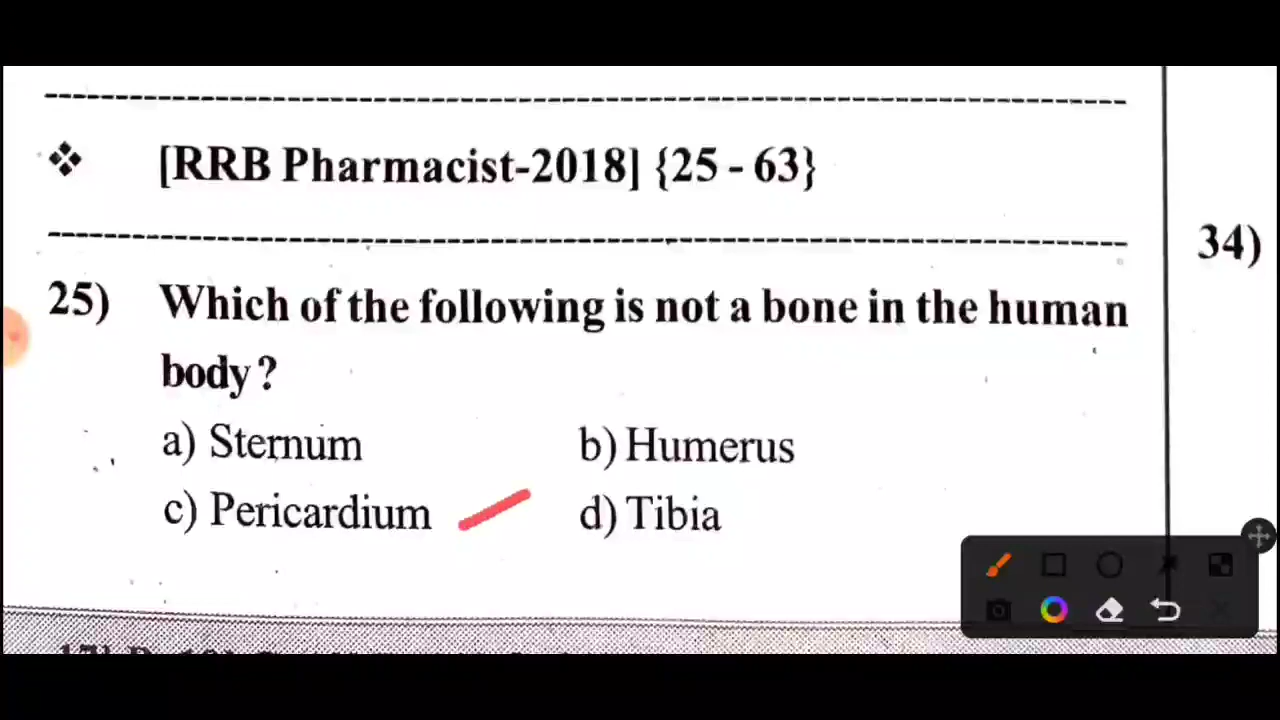 [RRB Pharmacist-2018] {25 - 63}
34)
25) Which of the following is not a bone in the human
body?
a) Sternum b) Humerus
c) Pericardium d) Tibia